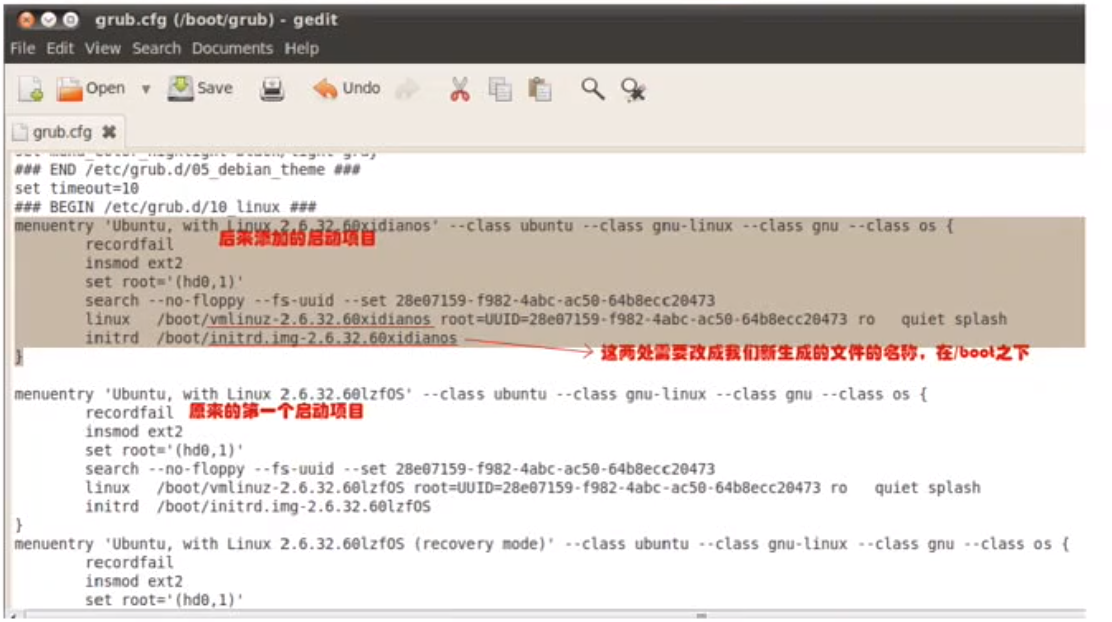 grub.cfg (/boot/grub) - gedit
File Edit View Search Documents Help
Open Save Undo
grub.cfg
### END /etc/grub.d/05_debian_theme ###
set timeout=10
### BEGIN /etc/grub.d/10_linux ###
menuentry 'Ubuntu, with Linux 2.6.32.60xidianos' --class ubuntu --class gnu-linux --class gnu --class os {
recordfail 后来添加的启动项目
insmod ext2
set root='(hd0,1)'
search --no-floppy --fs-uuid --set 28e07159-f982-4abc-ac50-64b8ecc20473
linux /boot/vmlinuz-2.6.32.60xidianos root=UUID=28e07159-f982-4abc-ac50-64b8ecc20473 ro quiet splash
initrd /boot/initrd.img-2.6.32.60xidianos
这两处需要改成我们新生成的文件的名称，在/boot之下
}
menuentry 'Ubuntu, with Linux 2.6.32.60lzfOS' --class ubuntu --class gnu-linux --class gnu --class os {
recordfail 原来的第一个启动项目
insmod ext2
set root='(hd0,1)'
search --no-floppy --fs-uuid --set 28e07159-f982-4abc-ac50-64b8ecc20473
linux /boot/vmlinuz-2.6.32.60lzfOS root=UUID=28e07159-f982-4abc-ac50-64b8ecc20473 ro quiet splash
initrd /boot/initrd.img-2.6.32.60lzfOS
}
menuentry 'Ubuntu, with Linux 2.6.32.60lzfOS (recovery mode)' --class ubuntu --class gnu-linux --class gnu --class os {
recordfail
insmod ext2
set root='(hd0,1)'